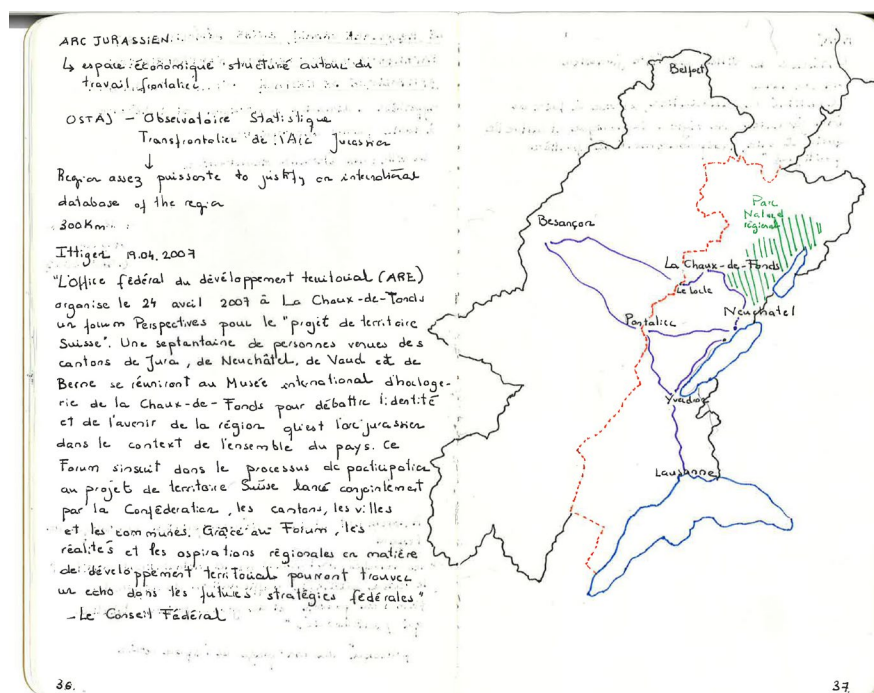 ARC JURASSIEN
↳ espace économique structuré autour du
travail frontalier
OSTAJ - Observatoire Statistique
Transfrontalier de l'Arc Jurassien
↓
Region assez puissante to justify an international
database of the region
300Km
Ittigen 19.04.2007
"L'Office fédéral du dévéloppement territorial (ARE)
organise le 24 avril 2007 à La Chaux-de-Fonds
un forum Perspectives pour le "projet de territoire
Suisse". Une septantaine de personnes venues des
cantons de Jura, de Neuchâtel, de Vaud et de
Berne se réuniront au Musée international d'horloge-
rie de la Chaux-de-Fonds pour débattre l'identité
et de l'avenir de la région qu'est l'arc jurassien
dans le context de l'ensemble du pays. Ce
Forum s'inscrit dans le processus de participation
au projet de territoire Suisse lancé conjointement
par la Confédération, les cantons, les villes
et les communes. Grâce au Forum, les
réalités et les aspirations régionales en matière
de développement territorial pourront trouver
un echo dans les futures stratégies fédérales"
- Le Conseil Fédéral
36.
Belfort
Parc
Naturel
régional
Besançon
La Chaux-de-Fonds
Le Locle
Neuchatel
Pontalier
Yverdon
Lausanne
37.